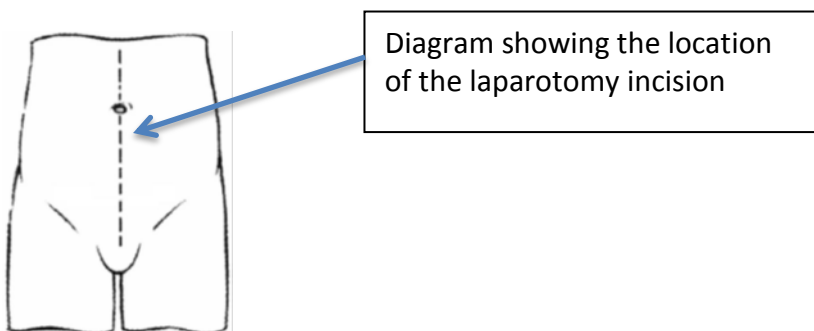 Diagram showing the location
of the laparotomy incision